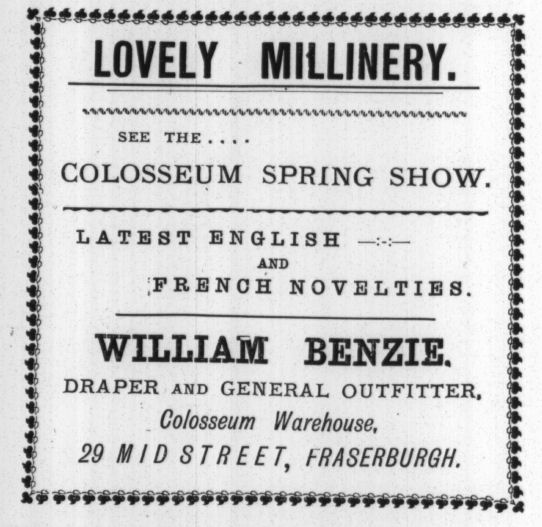 LOVELY MILLINERY.
SEE THE....
COLOSSEUM SPRING SHOW.
LATEST ENGLISH —:-:—
AND
FRENCH NOVELTIES.
WILLIAM BENZIE.
DRAPER AND GENERAL OUTFITTER,
Colosseum Warehouse,
29 MID STREET, FRASERBURGH.